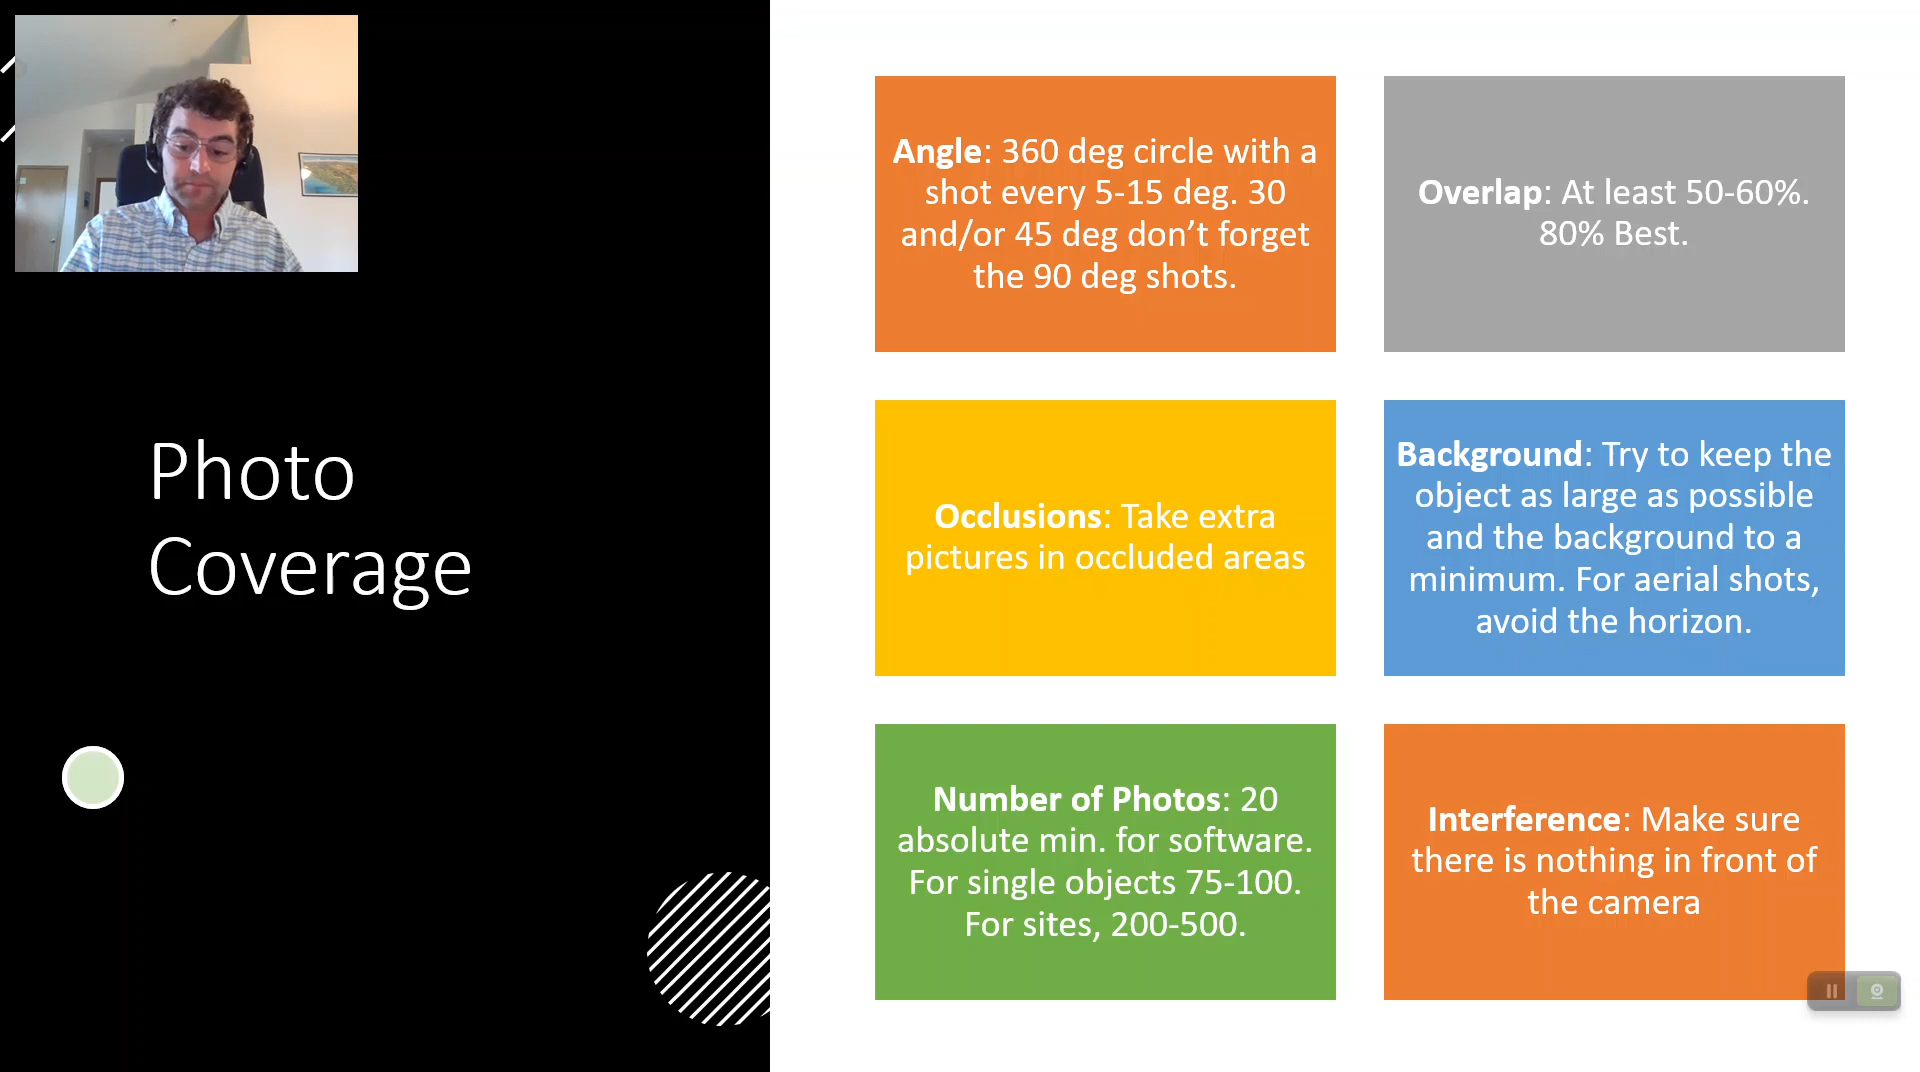 Photo
Coverage
Angle: 360 deg circle with a
shot every 5-15 deg. 30
and/or 45 deg don’t forget
the 90 deg shots.
Overlap: At least 50-60%.
80% Best.
Occlusions: Take extra
pictures in occluded areas
Background: Try to keep the
object as large as possible
and the background to a
minimum. For aerial shots,
avoid the horizon.
Number of Photos: 20
absolute min. for software.
For single objects 75-100.
For sites, 200-500.
Interference: Make sure
there is nothing in front of
the camera